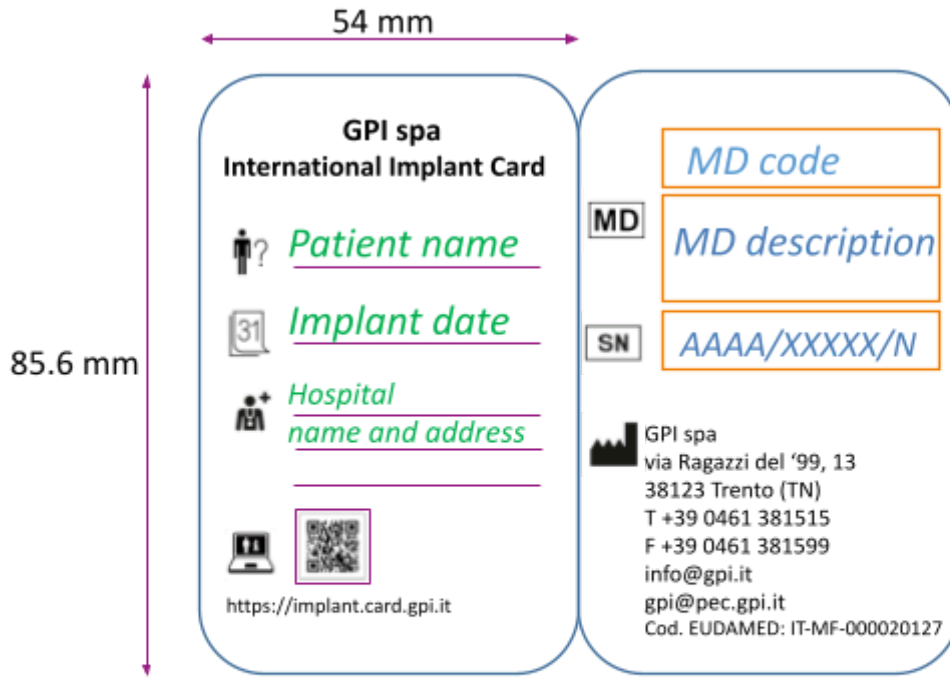 54 mm
85.6 mm
GPI spa
International Implant Card
? Patient name
31 Implant date
Hospital
name and address
https://implant.card.gpi.it
MD code
MD
MD description
SN AAAA/XXXXX/N
GPI spa
via Ragazzi del ‘99, 13
38123 Trento (TN)
T +39 0461 381515
F +39 0461 381599
info@gpi.it
gpi@pec.gpi.it
Cod. EUDAMED: IT-MF-000020127